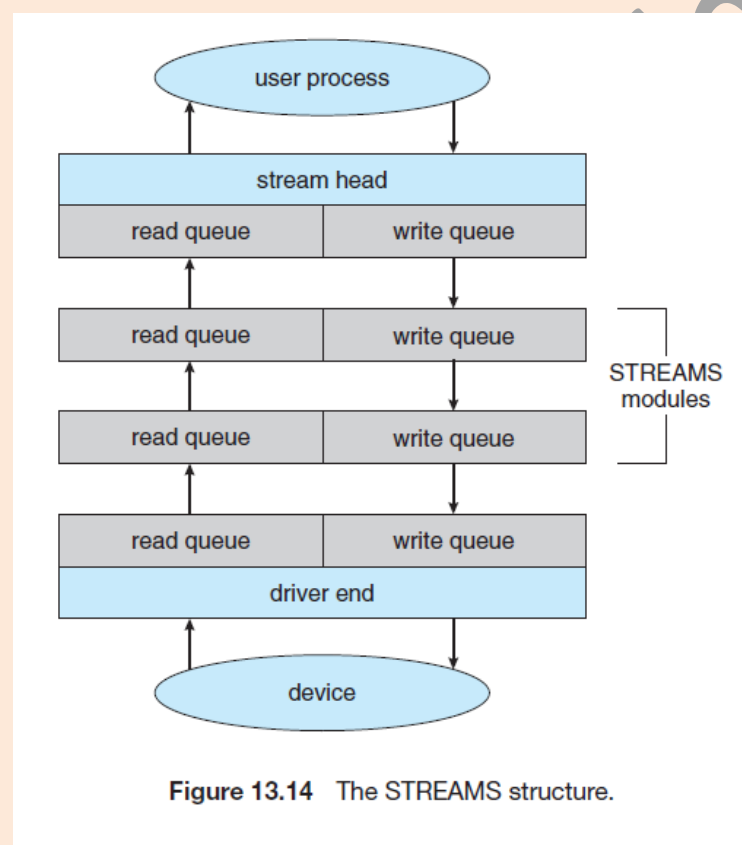 user process
stream head
read queue write queue
read queue write queue
STREAMS
modules
read queue write queue
read queue write queue
driver end
device
Figure 13.14 The STREAMS structure.